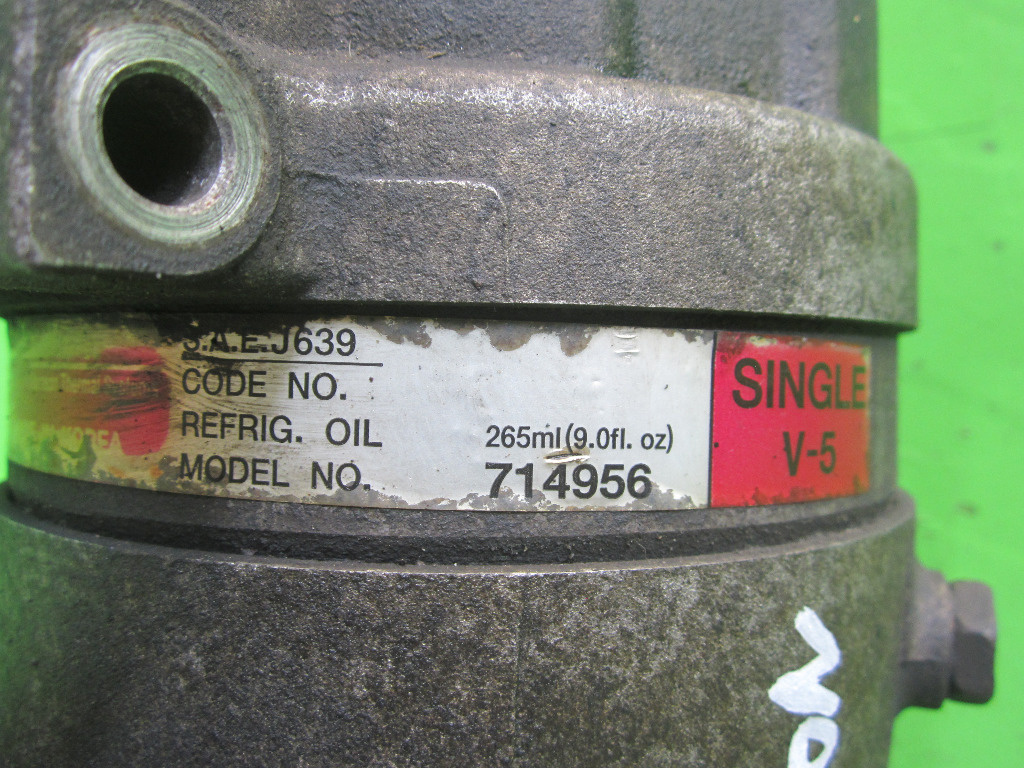 S.A.E.J639
CODE NO.
REFRIG. OIL 265ml(9.0fl. oz)
MODEL NO. 714956
SINGLE
V-5